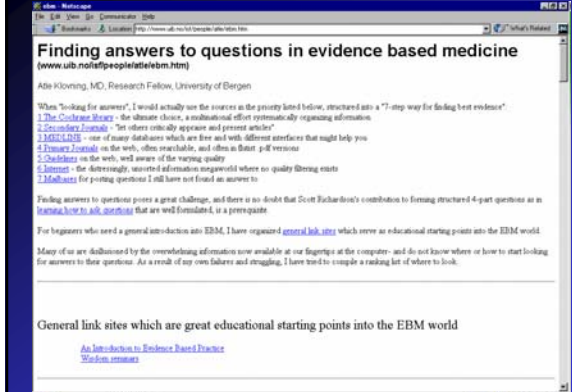 ebm - Netscape
File Edit View Go Communicator Help
Bookmarks Location: http://www.uib.no/isf/people/atle/ebm.htm What's Related
Finding answers to questions in evidence based medicine
(www.uib.no/isf/people/atle/ebm.htm)
Atle Klovning, MD, Research Fellow, University of Bergen
When "looking for answers", I would actually use the sources in the priority listed below, structured into a "7-step way for finding best evidence":
1 The Cochrane library - the ultimate choice, a multinational effort systematically organizing information
2 Secondary Journals - "let others critically appraise and present articles"
3 MEDLINE - one of many databases which are free and with different interfaces that might help you
4 Primary Journals on the web, often searchable, and often in .pdf versions
5 Guidelines on the web, well aware of the varying quality
6 Internet - the distressingly, unsorted information megaworld where no quality filtering exists
7 Mailbases for posting questions I still have not found an answer to
Finding answers to questions poses a great challenge, and there is no doubt that Scott Richardson's contribution to forming structured 4-part questions as in
learning how to ask questions that are well formulated, is a prerequisite.
For beginners who need a general introduction into EBM, I have organized general link sites which serve as educational starting points into the EBM world.
Many of us are disillusioned by the overwhelming information now available at our fingertips at the computer- and do not know where or how to start looking
for answers to their questions. As a result of my own failures and struggling, I have tried to compile a ranking list of where to look.
General link sites which are great educational starting points into the EBM world
An Introduction to Evidence Based Practice
Wisdom seminars